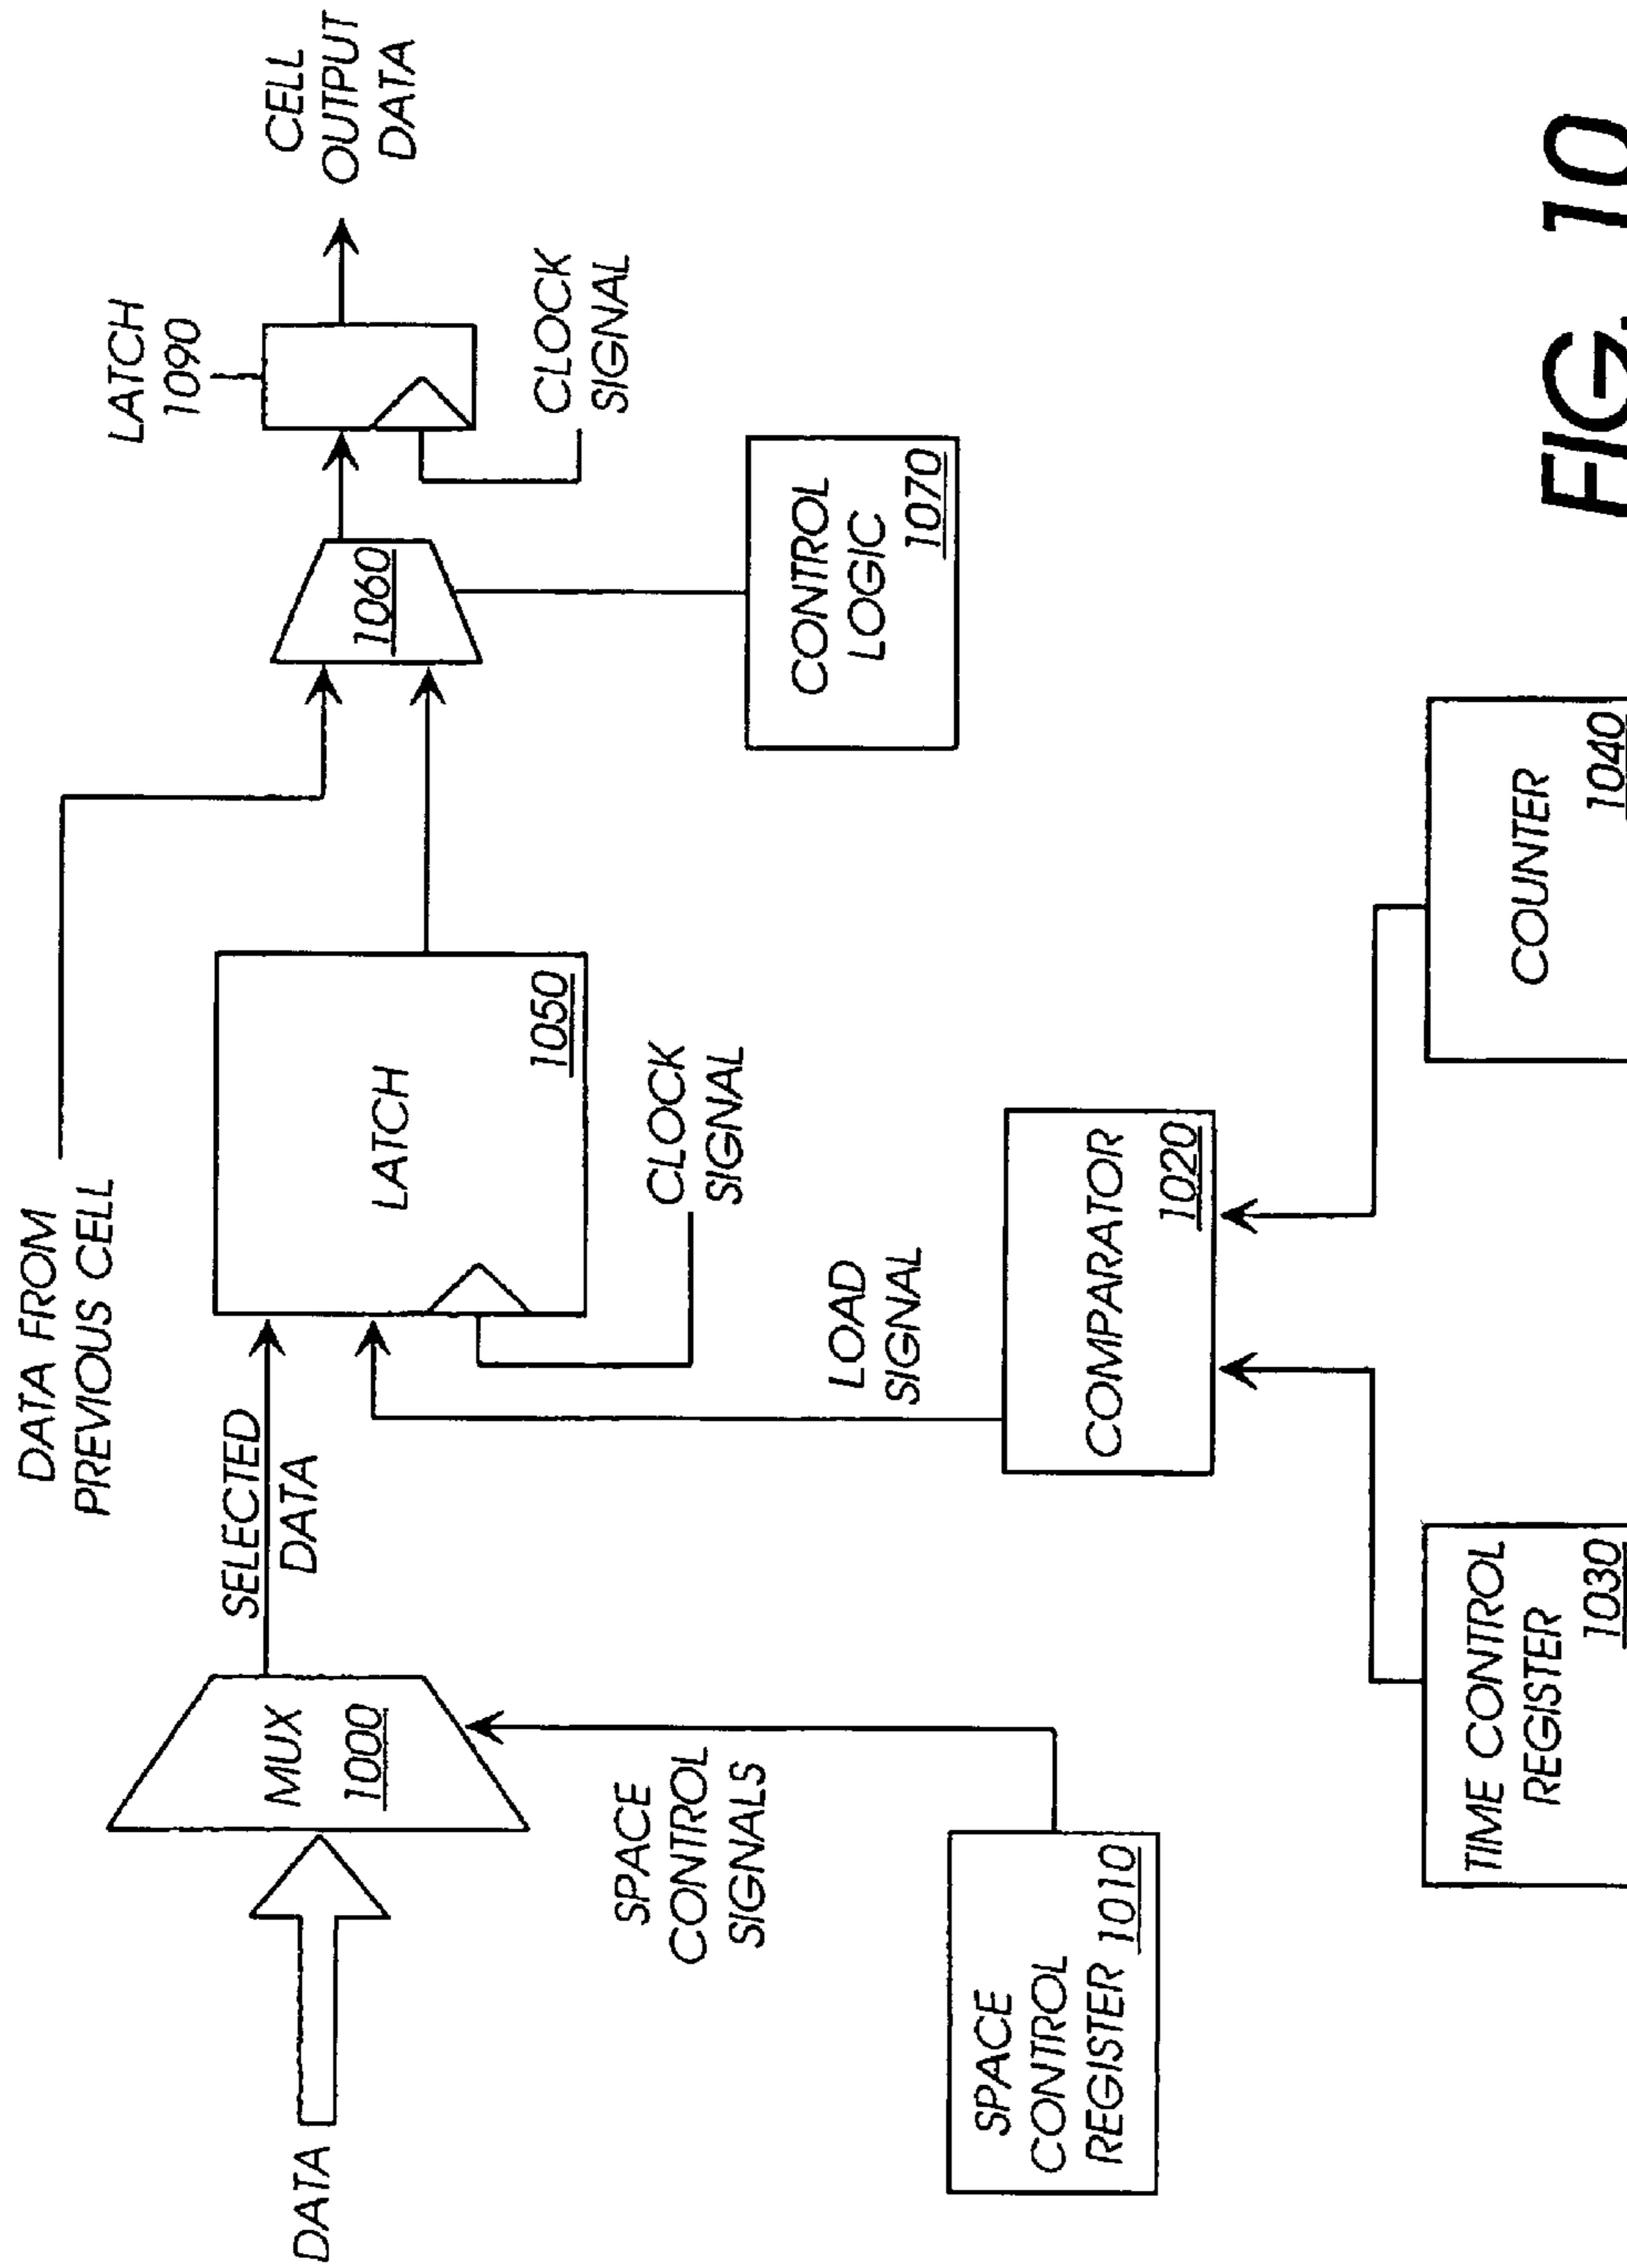 DATA
MUX
1000
SPACE
CONTROL
SIGNALS
SPACE
CONTROL
REGISTER 1010
SELECTED
DATA
DATA FROM
PREVIOUS CELL
LATCH
1050
CLOCK
SIGNAL
LOAD
SIGNAL
COMPARATOR
1020
TIME CONTROL
REGISTER
1030
COUNTER
1040
1060
CONTROL
LOGIC
1070
LATCH
1090
CLOCK
SIGNAL
CELL
OUTPUT
DATA
FIG. 10